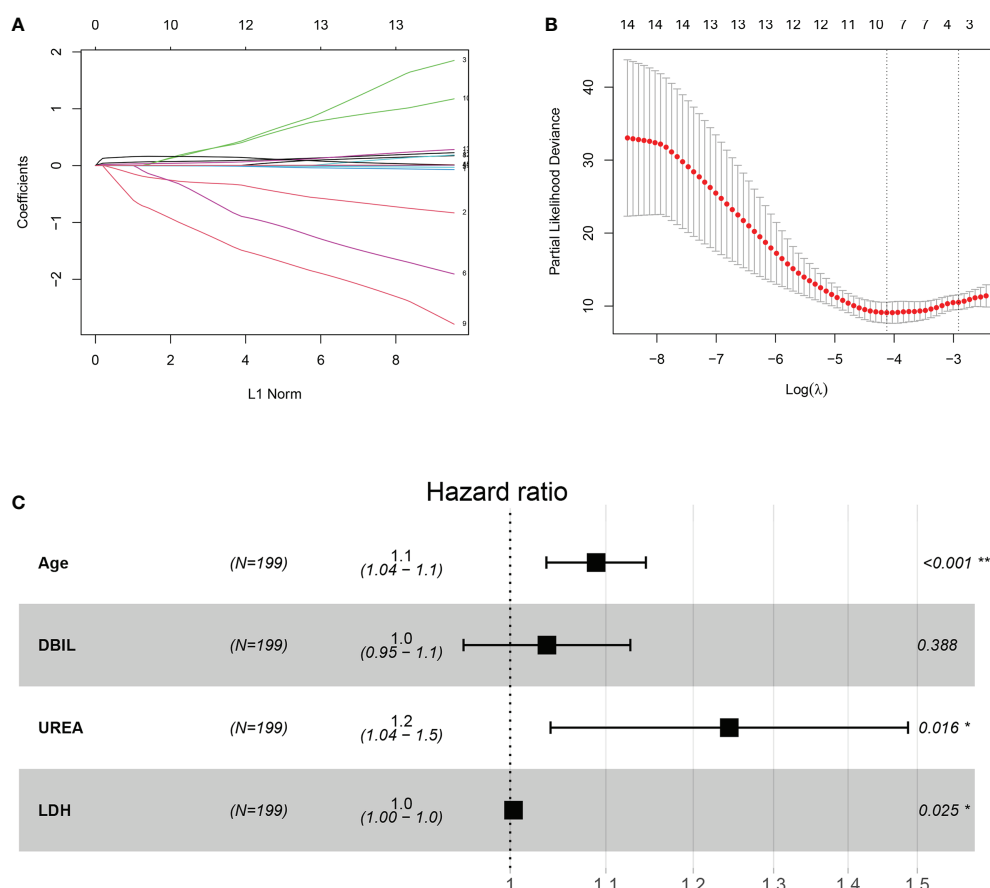 A
0 10 12 13 13
2
1
0
−1
−2
Coefficients
3
2
6
9
0 2 4 6 8
L1 Norm
B
14 14 14 13 13 13 12 12 11 10 7 7 4 3
40
30
20
10
Partial Likelihood Deviance
−8 −7 −6 −5 −4 −3
Log(λ)
C
Hazard ratio
Age (N=199) 1.1 <0.001 **
(1.04 − 1.1)
DBIL (N=199) 1.0 0.388
(0.95 − 1.1)
UREA (N=199) 1.2 0.016 *
(1.04 − 1.5)
LDH (N=199) 1.0 0.025 *
(1.00 − 1.0)
1 1.1 1.2 1.3 1.4 1.5